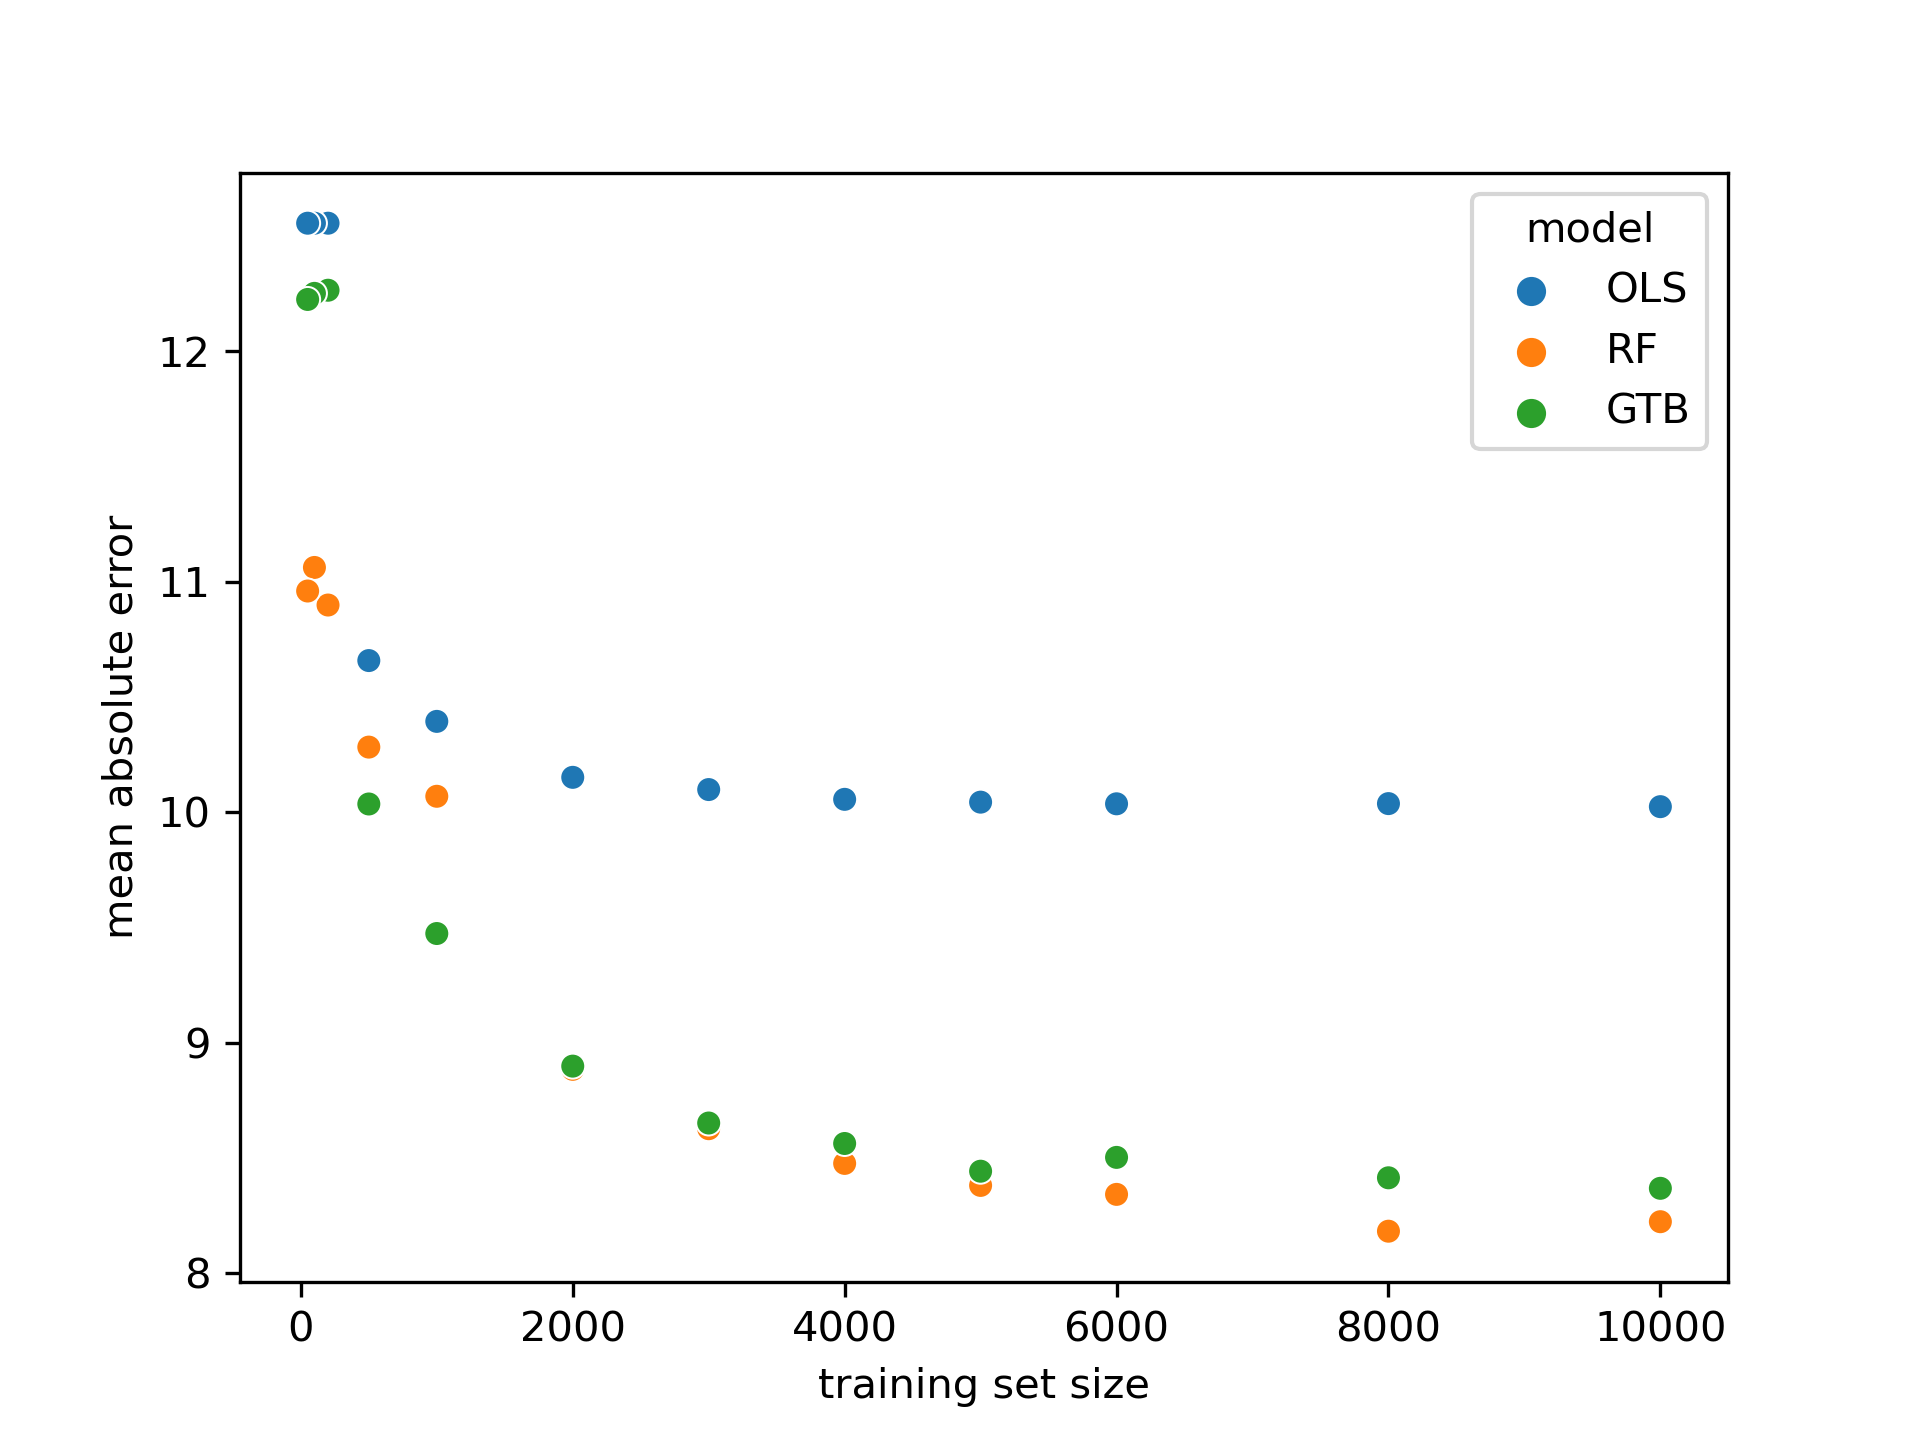 model
OLS
RF
GTB
12
11
10
9
8
mean absolute error
0 2000 4000 6000 8000 10000
training set size